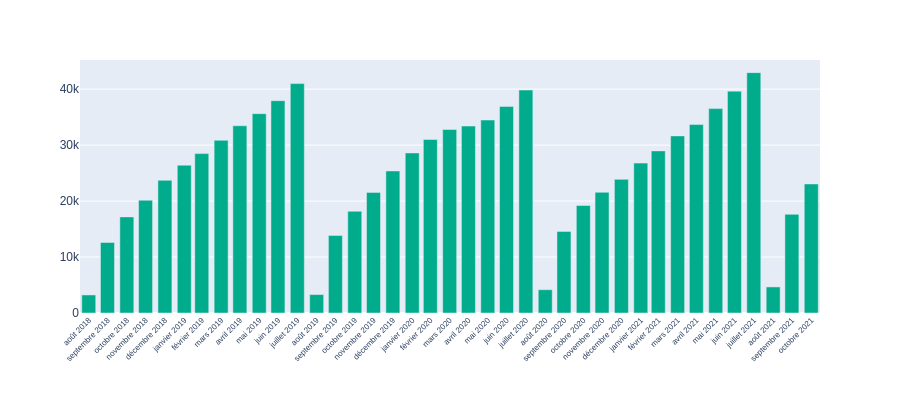 40k
30k
20k
10k
0
août 2018
septembre 2018
octobre 2018
novembre 2018
décembre 2018
janvier 2019
février 2019
mars 2019
avril 2019
mai 2019
juin 2019
juillet 2019
août 2019
septembre 2019
octobre 2019
novembre 2019
décembre 2019
janvier 2020
février 2020
mars 2020
avril 2020
mai 2020
juin 2020
juillet 2020
août 2020
septembre 2020
octobre 2020
novembre 2020
décembre 2020
janvier 2021
février 2021
mars 2021
avril 2021
mai 2021
juin 2021
juillet 2021
août 2021
septembre 2021
octobre 2021